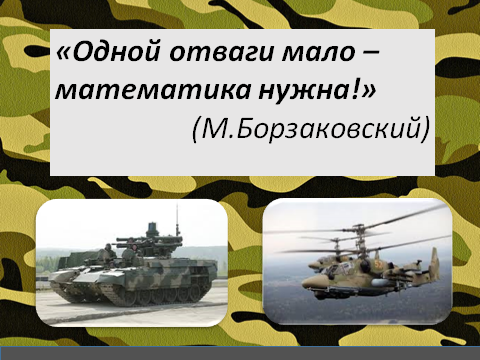 «Одной отваги мало –
математика нужна!»
(М.Борзаковский)